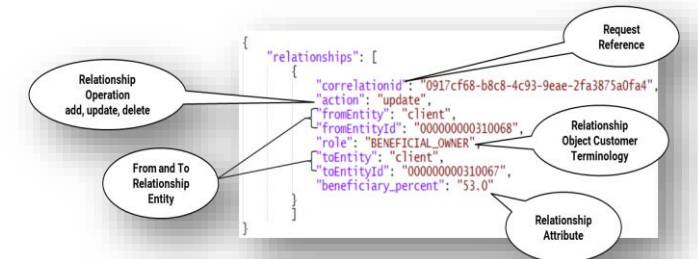 {
"relationships": [
{
"correlationid": "0917cf68-b8c8-4c93-9eae-2fa3875a0fa4",
"action": "update",
"fromEntity": "client",
"fromEntityId": "000000000310068",
"role": "BENEFICIAL_OWNER",
"toEntity": "client",
"toEntityId": "000000000310067",
"beneficiary_percent": "53.0"
}
]
}
Request
Reference
Relationship
Operation
add, update, delete
From and To
Relationship
Entity
Relationship
Object Customer
Terminology
Relationship
Attribute